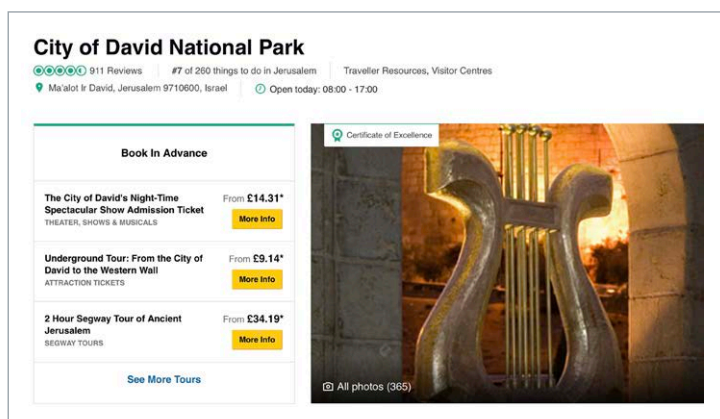 City of David National Park
911 Reviews
#7 of 260 things to do in Jerusalem
Traveller Resources, Visitor Centres
Ma'alot Ir David, Jerusalem 9710600, Israel
Open today: 08:00 - 17:00
Book In Advance
The City of David's Night-Time
Spectacular Show Admission Ticket
THEATER, SHOWS & MUSICALS
From £14.31*
More Info
Underground Tour: From the City of
David to the Western Wall
ATTRACTION TICKETS
From £9.14*
More Info
2 Hour Segway Tour of Ancient
Jerusalem
SEGWAY TOURS
From £34.19*
More Info
See More Tours
Certificate of Excellence
All photos (365)